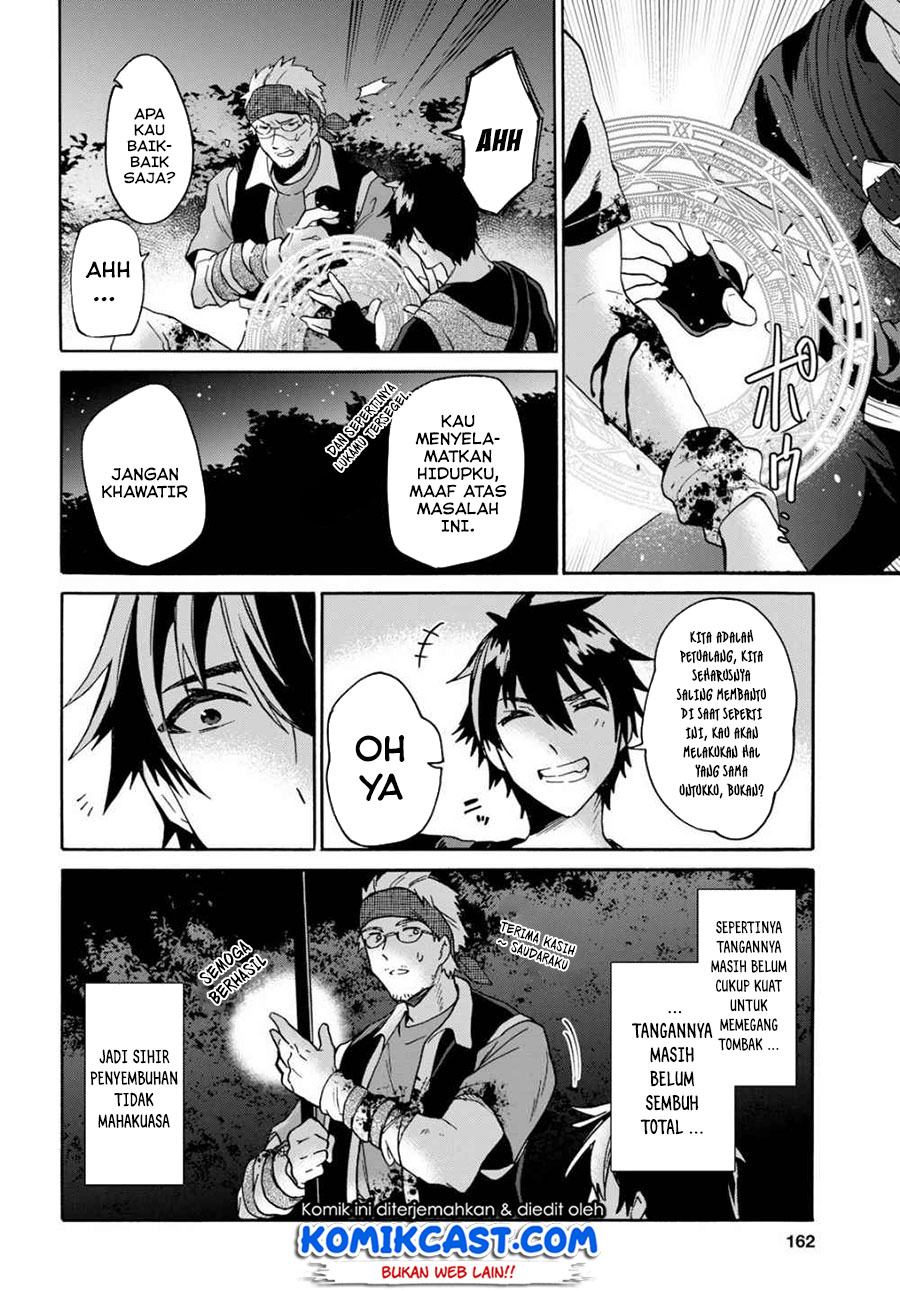 ポウ
AHH
APA
KAU
BAIK-
BAIK
SAJA?
AHH
...
KAU
MENYELA-
MATKAN
HIDUPKU,
MAAF ATAS
MASALAH
INI.
DAN SEPERTINYA
LUKAMU TERSEGEL.
JANGAN
KHAWATIR
KITA ADALAH
PETUALANG, KITA
SEHARUSNYA
SALING MEMBANTU
DI SAAT SEPERTI
INI, KAU AKAN
MELAKUKAN HAL
YANG SAMA
UNTUKKU, BUKAN?
OH
YA
SEPERTINYA
TANGANNYA
MASIH BELUM
CUKUP KUAT
UNTUK
MEMEGANG
TOMBAK ...
...
TANGANNYA
MASIH
BELUM
SEMBUH
TOTAL ...
TERIMA KASIH
~ SAUDARAKU
SEMOGA
BERHASIL
JADI SIHIR
PENYEMBUHAN
TIDAK
MAHAKUASA
Komik ini diterjemahkan & diedit oleh
KOMIKCAST.COM
BUKAN WEB LAIN!!
162